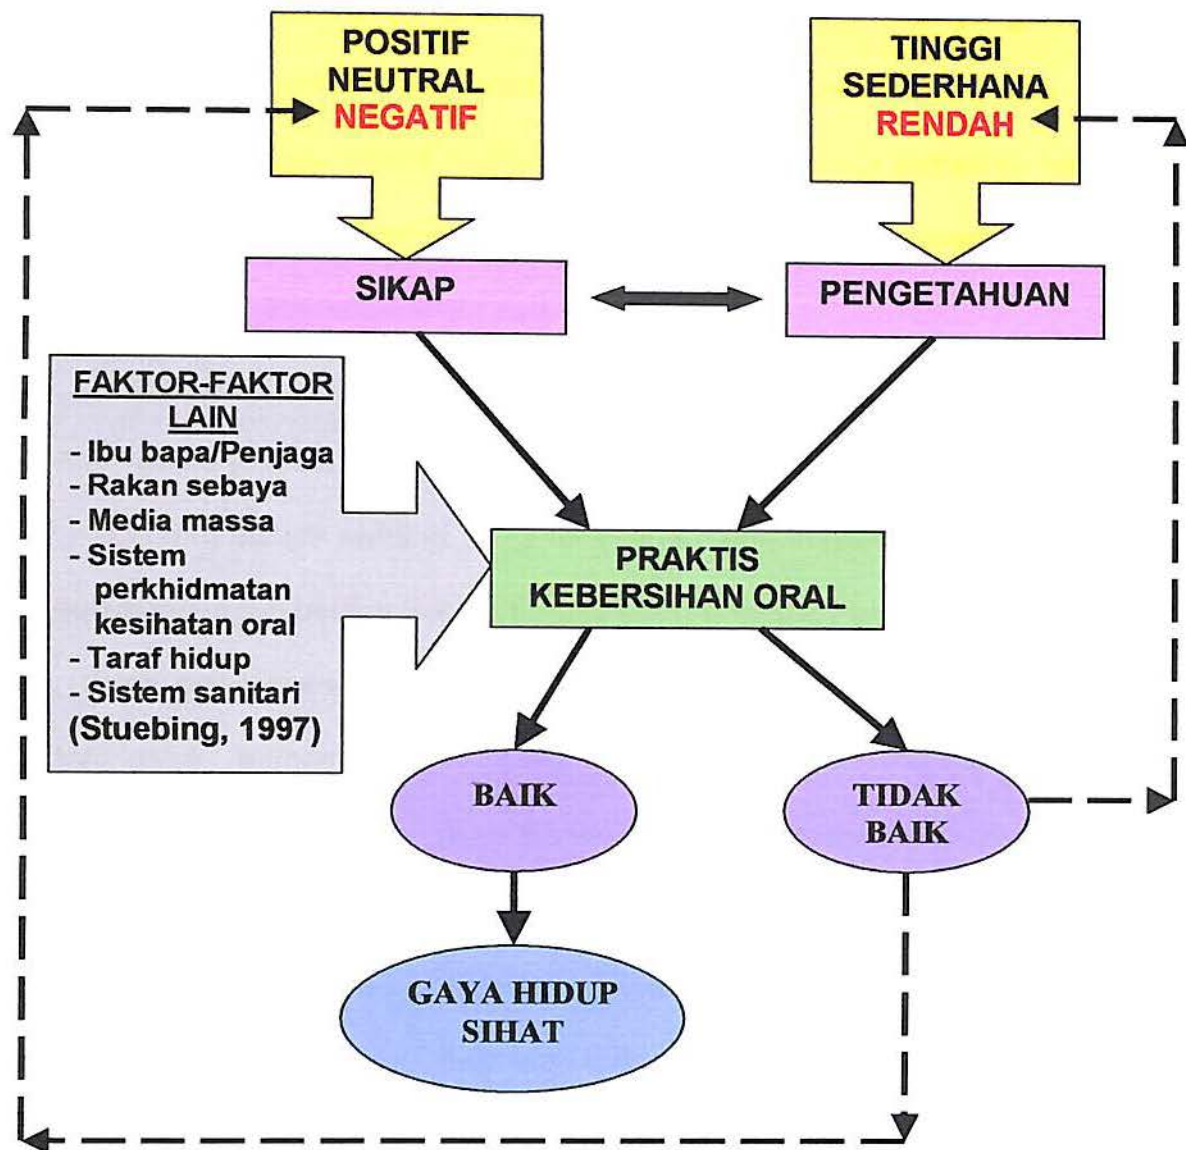 POSITIF
NEUTRAL
NEGATIF
TINGGI
SEDERHANA
RENDAH
SIKAP
PENGETAHUAN
FAKTOR-FAKTOR
LAIN
- Ibu bapa/Penjaga
- Rakan sebaya
- Media massa
- Sistem
perkhidmatan
kesihatan oral
- Taraf hidup
- Sistem sanitari
(Stuebing, 1997)
PRAKTIS
KEBERSIHAN ORAL
BAIK
TIDAK
BAIK
GAYA HIDUP
SIHAT